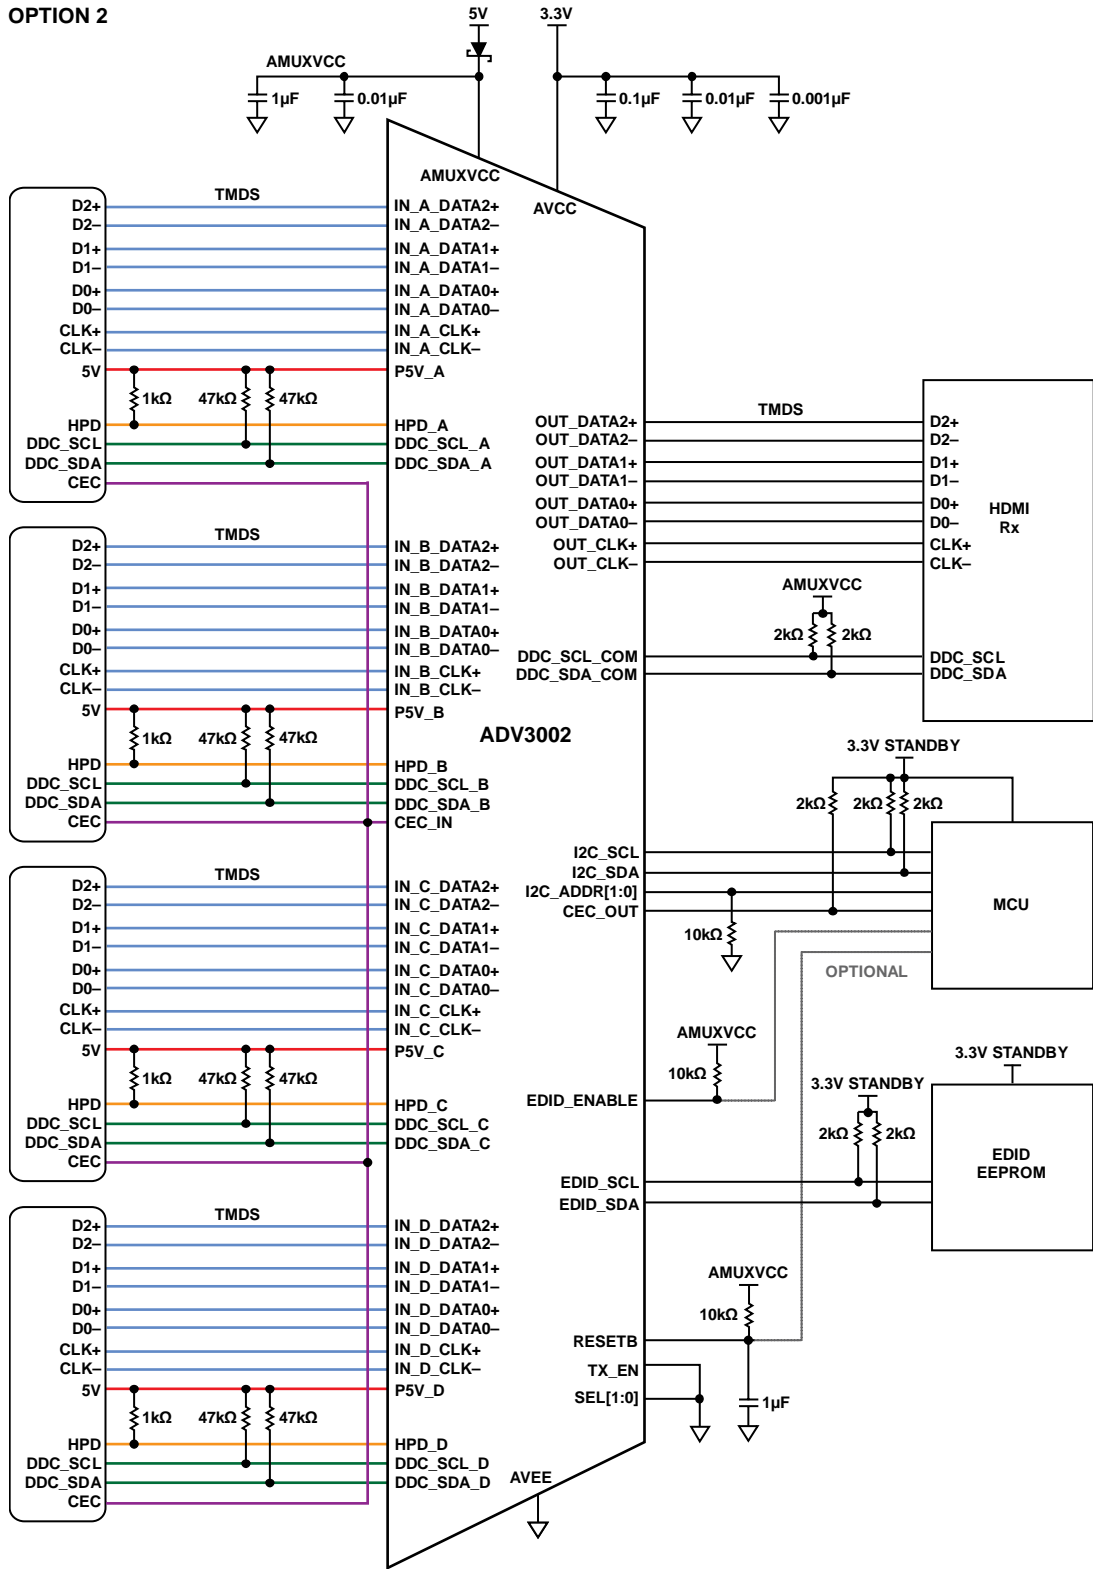 OPTION 2
5V
3.3V
AMUXVCC
1µF
0.01µF
0.1µF
0.01µF
0.001µF
AMUXVCC
AVCC
TMDS
D2+
IN_A_DATA2+
D2–
IN_A_DATA2–
D1+
IN_A_DATA1+
D1–
IN_A_DATA1–
D0+
IN_A_DATA0+
D0–
IN_A_DATA0–
CLK+
IN_A_CLK+
CLK–
IN_A_CLK–
5V
P5V_A
1kΩ
47kΩ
47kΩ
HPD
HPD_A
DDC_SCL
DDC_SCL_A
DDC_SDA
DDC_SDA_A
CEC
TMDS
D2+
IN_B_DATA2+
D2–
IN_B_DATA2–
D1+
IN_B_DATA1+
D1–
IN_B_DATA1–
D0+
IN_B_DATA0+
D0–
IN_B_DATA0–
CLK+
IN_B_CLK+
CLK–
IN_B_CLK–
5V
P5V_B
1kΩ
47kΩ
47kΩ
HPD
HPD_B
DDC_SCL
DDC_SCL_B
DDC_SDA
DDC_SDA_B
CEC
CEC_IN
TMDS
D2+
IN_C_DATA2+
D2–
IN_C_DATA2–
D1+
IN_C_DATA1+
D1–
IN_C_DATA1–
D0+
IN_C_DATA0+
D0–
IN_C_DATA0–
CLK+
IN_C_CLK+
CLK–
IN_C_CLK–
5V
P5V_C
1kΩ
47kΩ
47kΩ
HPD
HPD_C
DDC_SCL
DDC_SCL_C
DDC_SDA
DDC_SDA_C
CEC
TMDS
D2+
IN_D_DATA2+
D2–
IN_D_DATA2–
D1+
IN_D_DATA1+
D1–
IN_D_DATA1–
D0+
IN_D_DATA0+
D0–
IN_D_DATA0–
CLK+
IN_D_CLK+
CLK–
IN_D_CLK–
5V
P5V_D
1kΩ
47kΩ
47kΩ
HPD
HPD_D
DDC_SCL
DDC_SCL_D
DDC_SDA
DDC_SDA_D
CEC
ADV3002
AVEE
TMDS
OUT_DATA2+
D2+
OUT_DATA2–
D2–
OUT_DATA1+
D1+
OUT_DATA1–
D1–
OUT_DATA0+
D0+
OUT_DATA0–
D0–
OUT_CLK+
CLK+
OUT_CLK–
CLK–
HDMI
Rx
AMUXVCC
2kΩ
2kΩ
DDC_SCL_COM
DDC_SCL
DDC_SDA_COM
DDC_SDA
3.3V STANDBY
2kΩ
2kΩ
2kΩ
I2C_SCL
I2C_SDA
I2C_ADDR[1:0]
CEC_OUT
MCU
10kΩ
OPTIONAL
AMUXVCC
10kΩ
EDID_ENABLE
3.3V STANDBY
3.3V STANDBY
2kΩ
2kΩ
EDID
EEPROM
EDID_SCL
EDID_SDA
AMUXVCC
10kΩ
RESETB
TX_EN
SEL[1:0]
1µF